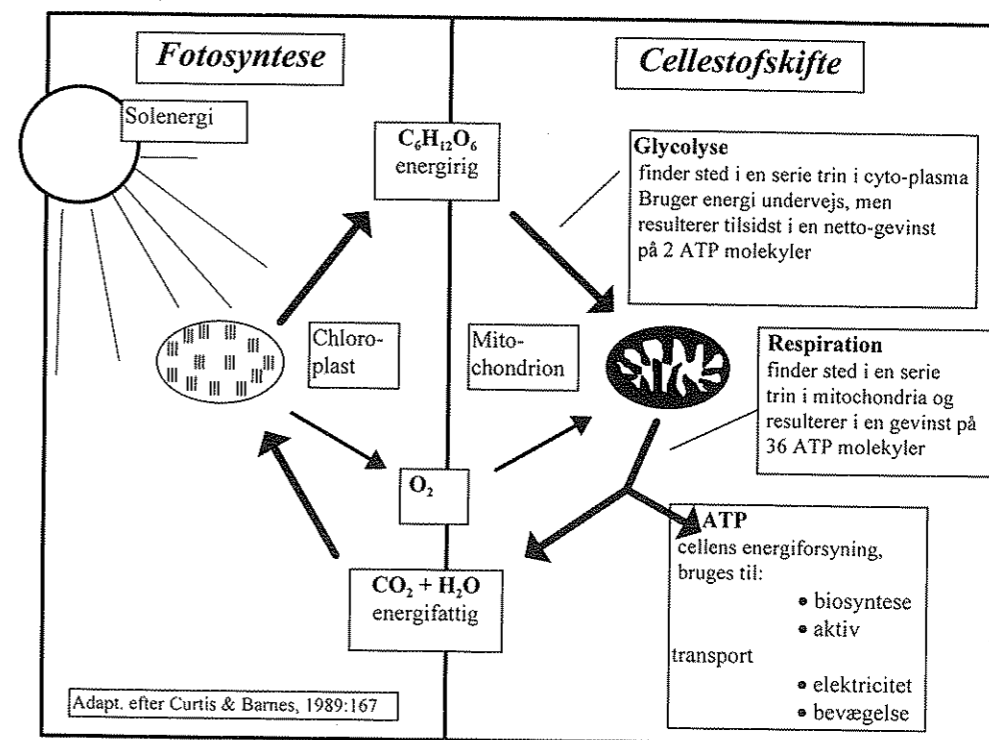 Fotosyntese
Cellestofskifte
Solenergi
C₆H₁₂O₆
energirig
Glycolyse
finder sted i en serie trin i cyto-plasma
Bruger energi undervejs, men
resulterer tilsidst i en netto-gevinst
på 2 ATP molekyler
Chloro-
plast
Mito-
chondrion
Respiration
finder sted i en serie
trin i mitochondria og
resulterer i en gevinst på
36 ATP molekyler
O₂
ATP
cellens energiforsyning,
bruges til:
• biosyntese
• aktiv
transport
• elektricitet
• bevægelse
CO₂ + H₂O
energifattig
Adapt. efter Curtis & Barnes, 1989:167